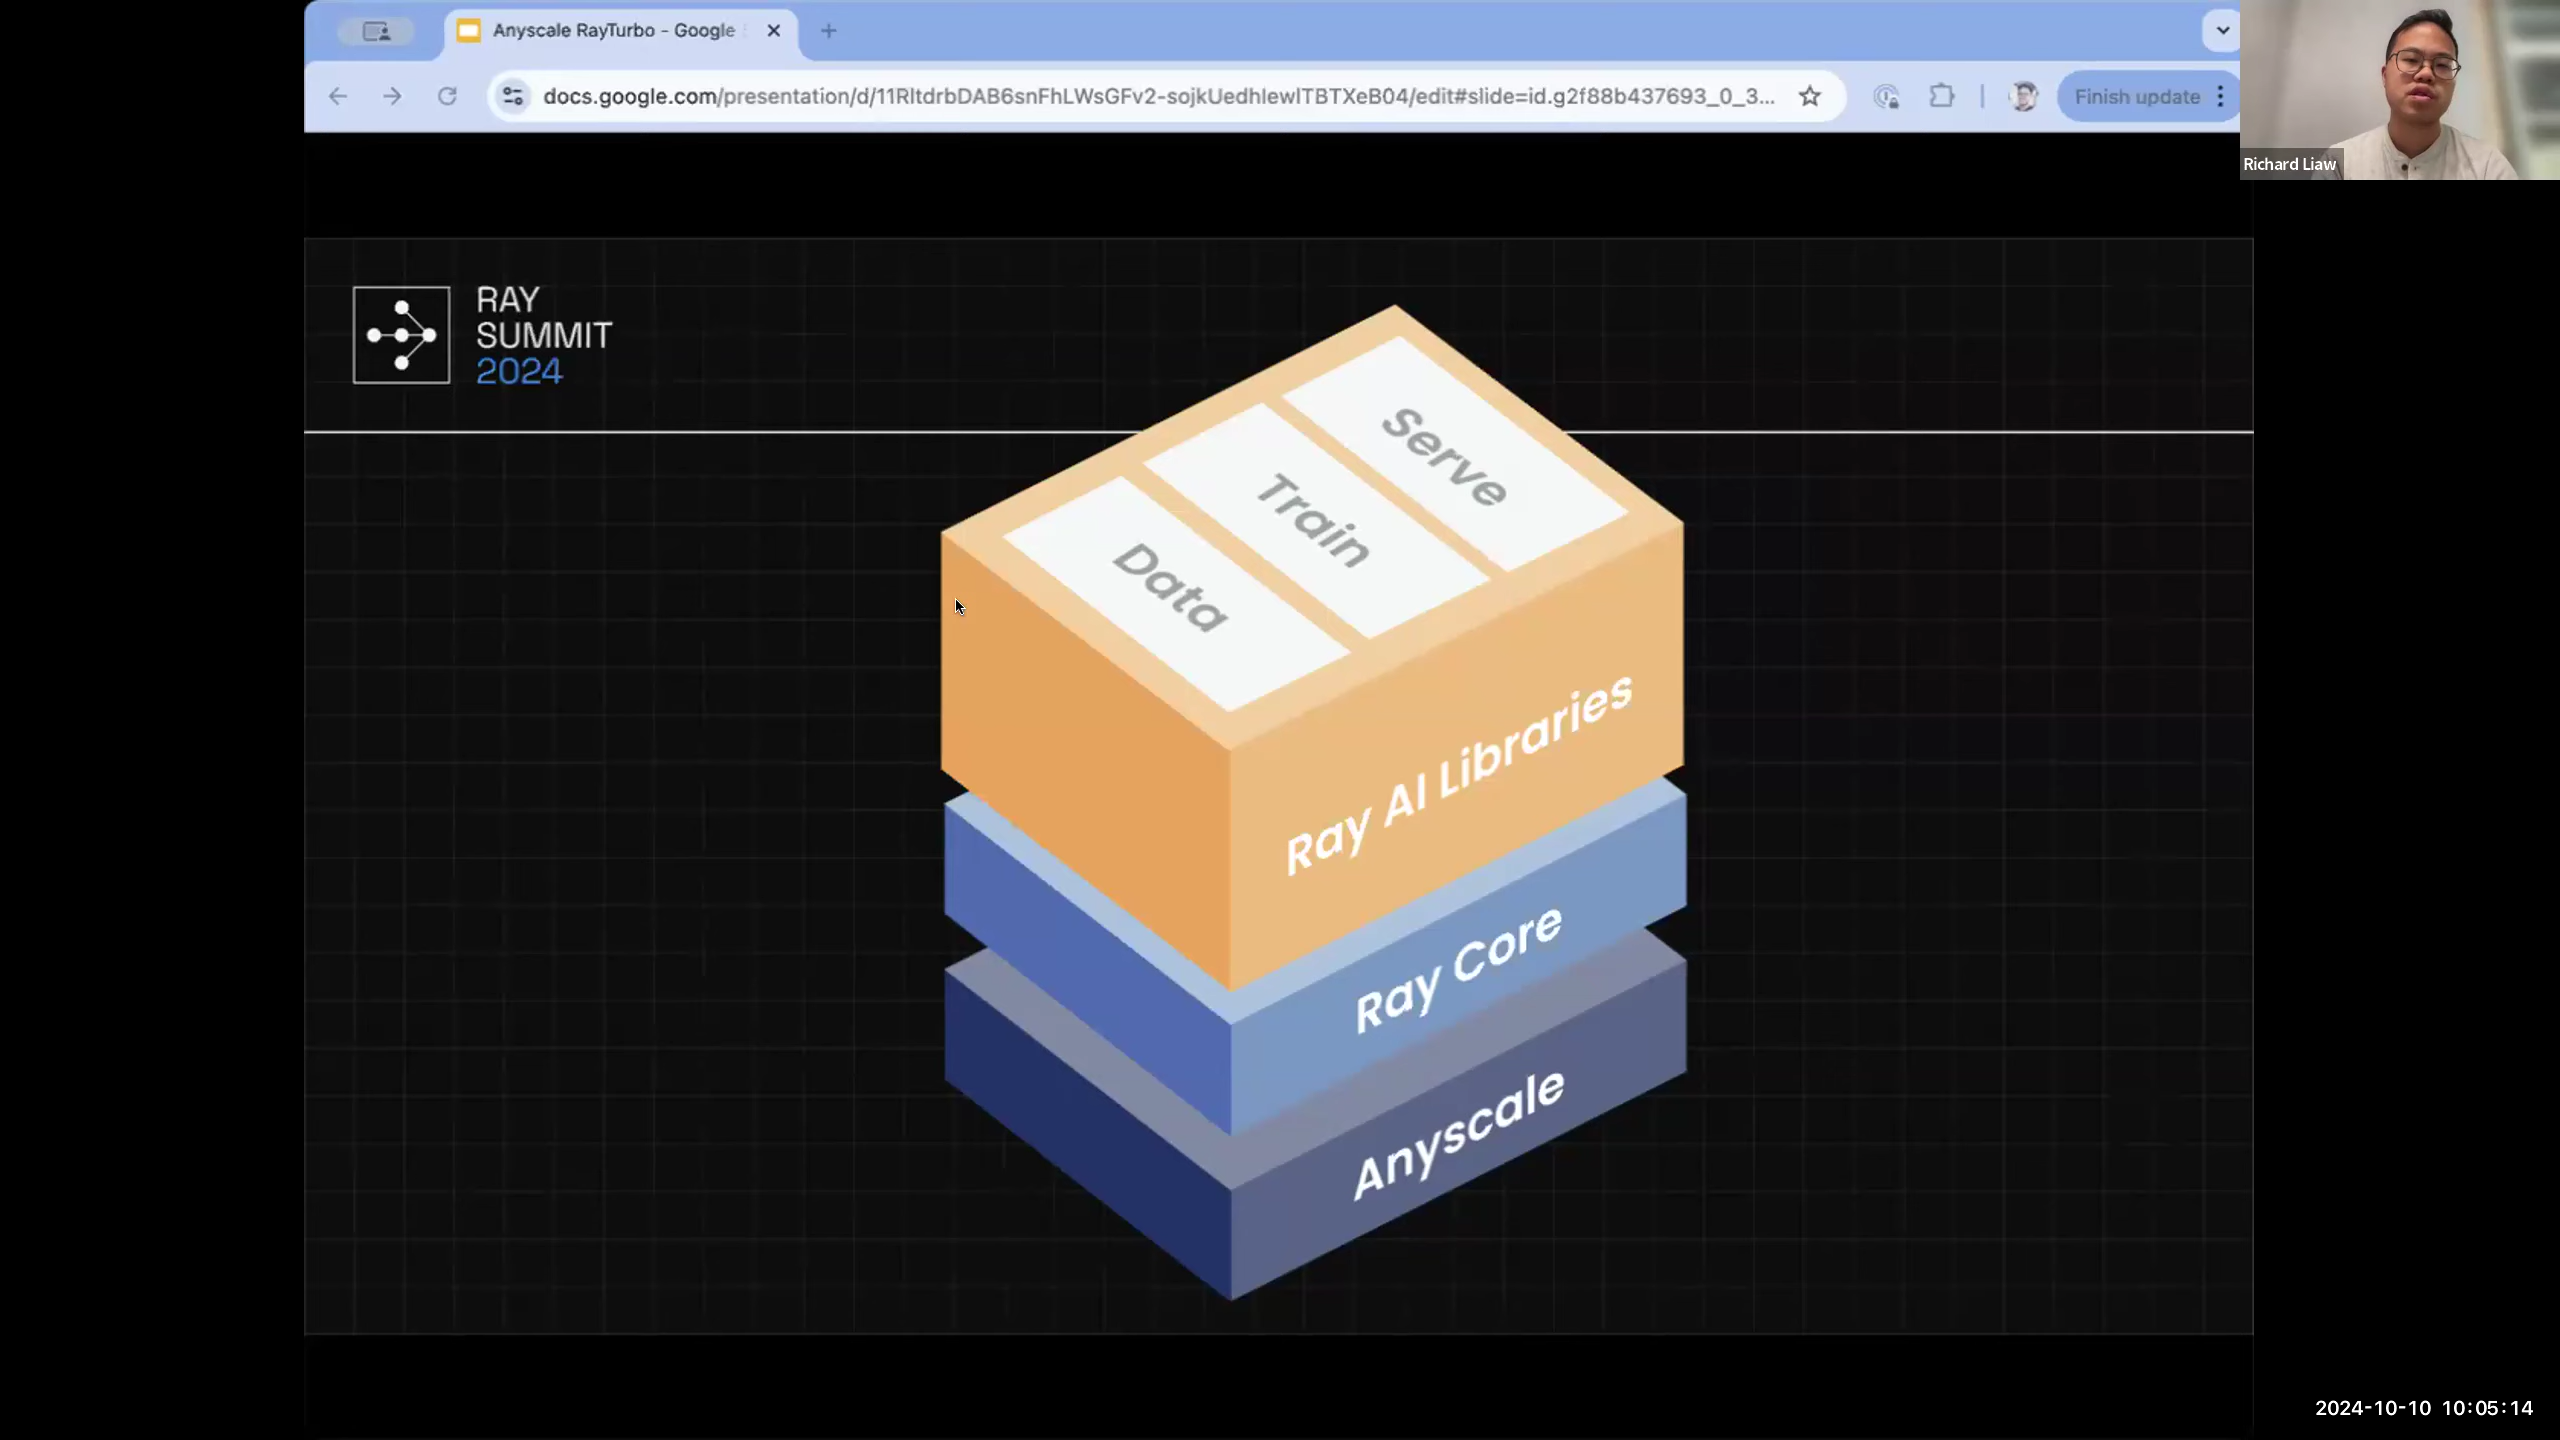 Anyscale RayTurbo - Google
docs.google.com/presentation/d/11RltdrbDAB6snFhLWsGFv2-sojkUedhlewlTBTXeB04/edit#slide=id.g2f88b437693_0_3...
Finish update
Richard Liaw
RAY
SUMMIT
2024
Serve
Train
Data
Ray AI Libraries
Ray Core
Anyscale
2024-10-10 10:05:14